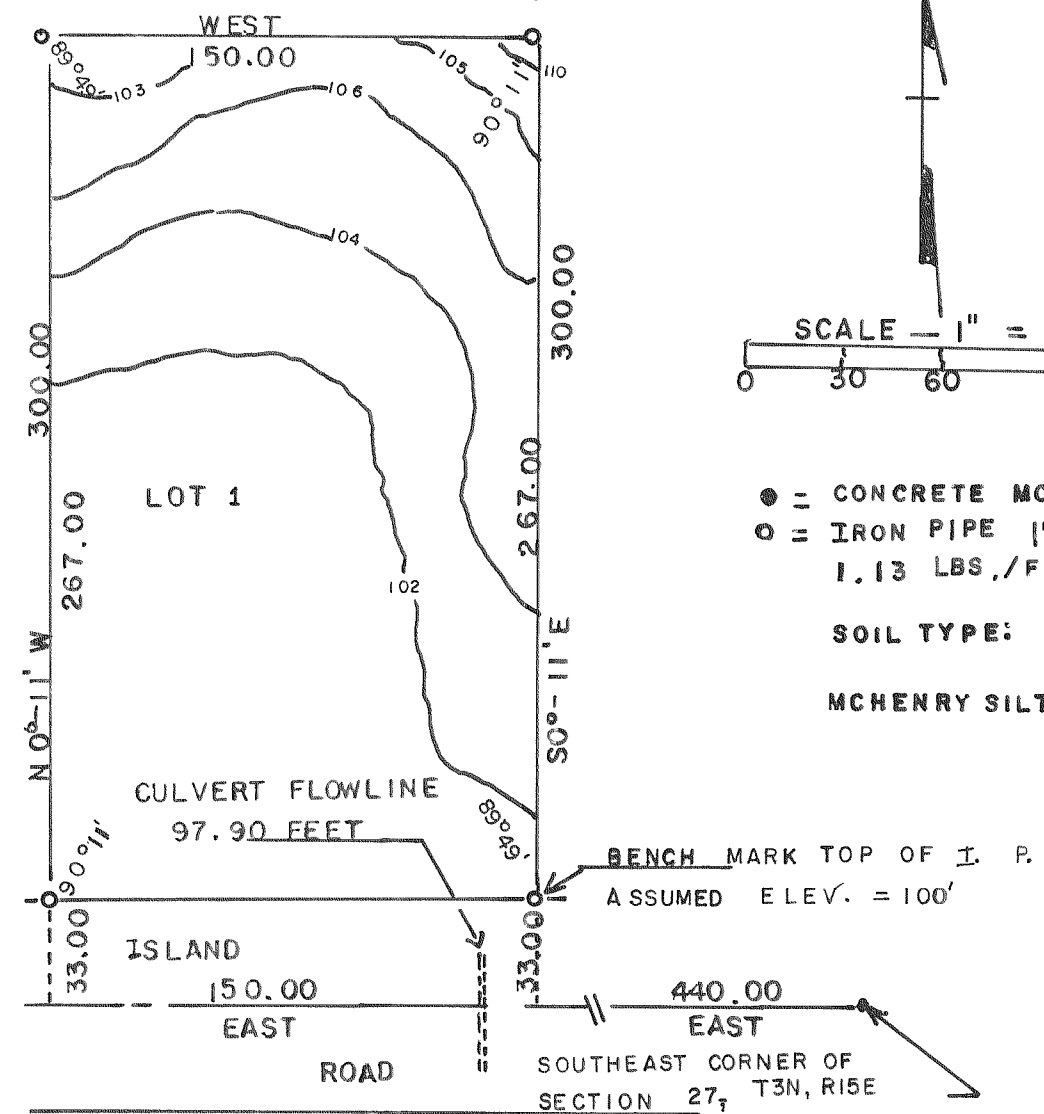 WEST
150.00
89°49'
103
106
105
110
90° 11'
104
300.00
300.00
SCALE — 1" =
0 30 60
267.00
267.00
LOT 1
● = CONCRETE MO
○ = IRON PIPE 1"
1.13 LBS./F
102
SOIL TYPE:
N 0°-11' W
S0°-11' E
MCHENRY SILT
CULVERT FLOWLINE
97.90 FEET
89°49'
90°11'
BENCH MARK TOP OF I. P.
ASSUMED ELEV. = 100'
33.00
33.00
ISLAND
150.00
440.00
EAST
EAST
ROAD
SOUTHEAST CORNER OF
SECTION 27, T3N, R15E